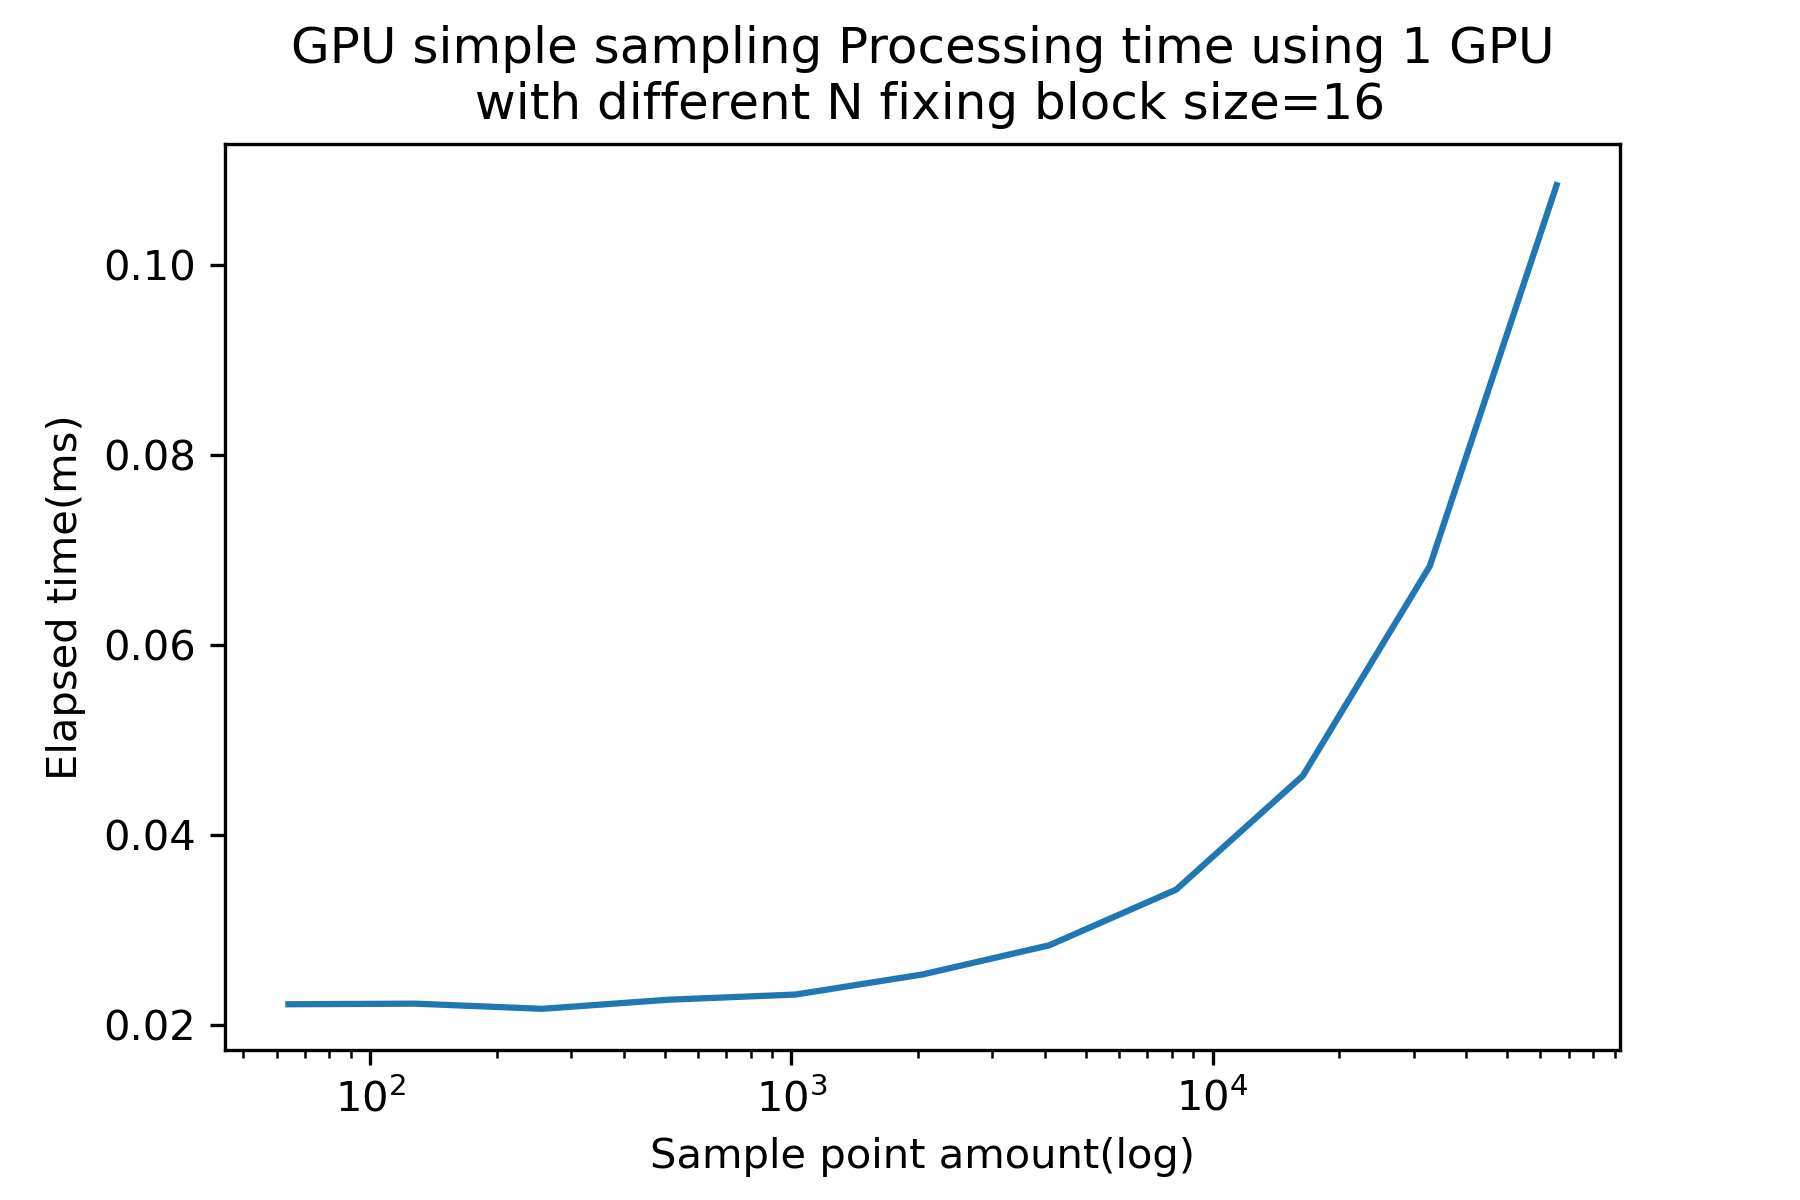 GPU simple sampling Processing time using 1 GPU
with different N fixing block size=16
Elapsed time(ms)
0.10
0.08
0.06
0.04
0.02
10² 10³ 10⁴
Sample point amount(log)